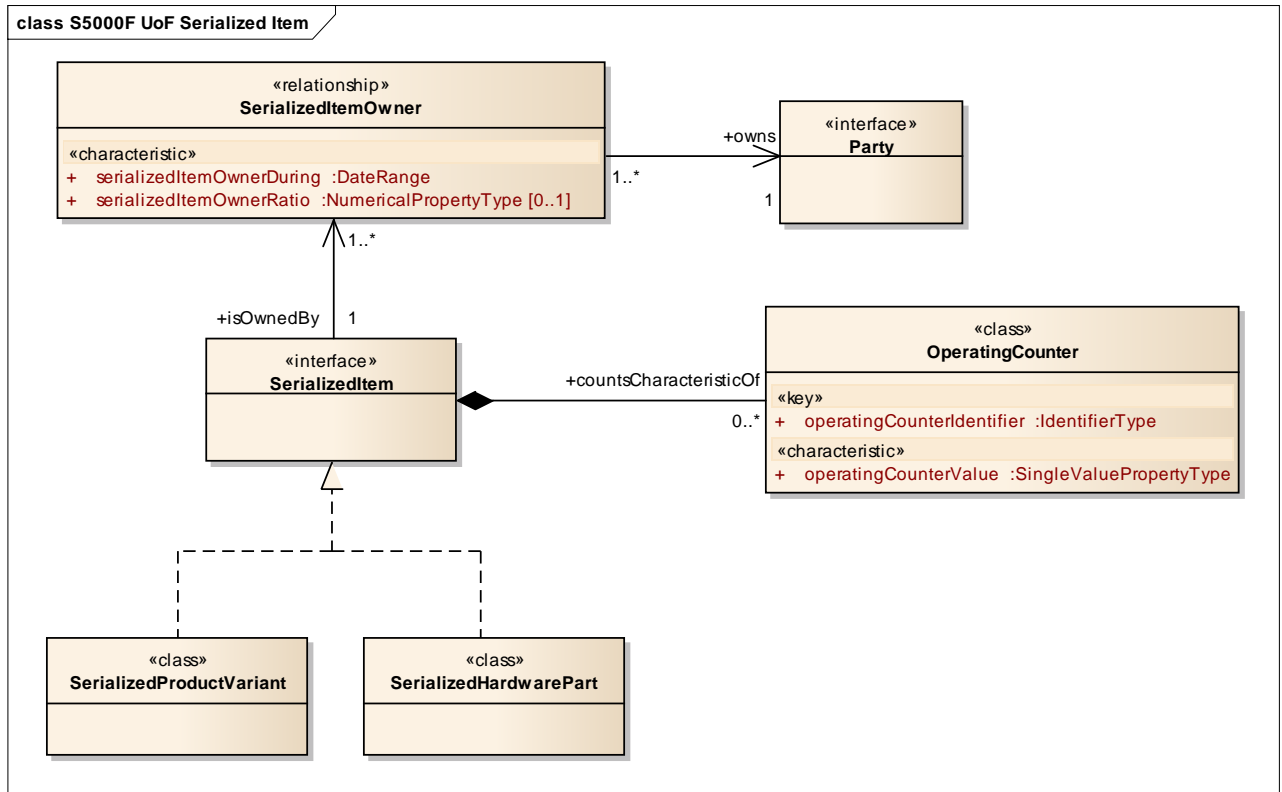 class S5000F UoF Serialized Item
«relationship»
SerializedItemOwner
«characteristic»
+ serializedItemOwnerDuring :DateRange
+ serializedItemOwnerRatio :NumericalPropertyType [0..1]
+owns
1..*
«interface»
Party
1
1..*
+isOwnedBy 1
«interface»
SerializedItem
+countsCharacteristicOf
0..*
«class»
OperatingCounter
«key»
+ operatingCounterIdentifier :IdentifierType
«characteristic»
+ operatingCounterValue :SingleValuePropertyType
«class»
SerializedProductVariant
«class»
SerializedHardwarePart